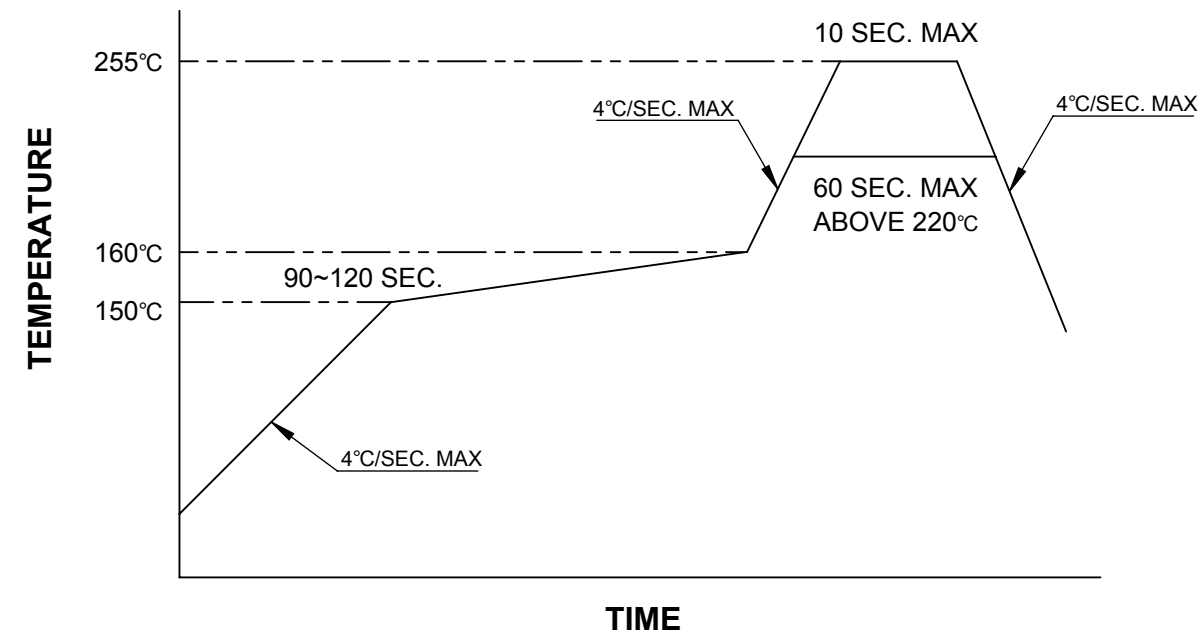 10 SEC. MAX
255℃
4℃/SEC. MAX
4℃/SEC. MAX
TEMPERATURE
60 SEC. MAX
ABOVE 220℃
160℃
90~120 SEC.
150℃
4℃/SEC. MAX
TIME